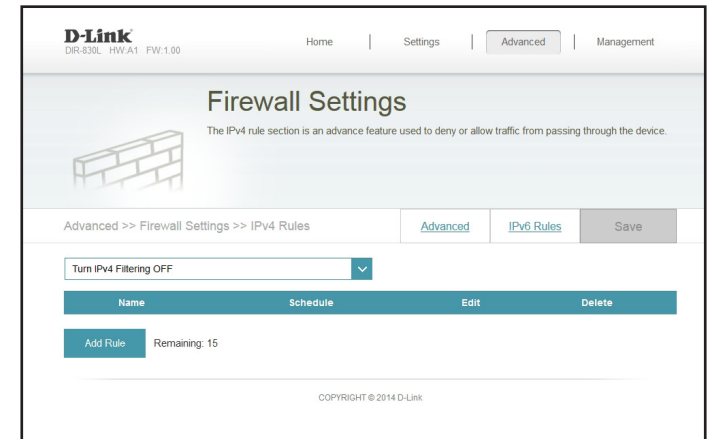 D-Link
DIR-830L HW:A1 FW:1.00
Home | Settings | Advanced | Management
Firewall Settings
The IPv4 rule section is an advance feature used to deny or allow traffic from passing through the device.
Advanced >> Firewall Settings >> IPv4 Rules
Advanced IPv6 Rules Save
Turn IPv4 Filtering OFF
Name Schedule Edit Delete
Add Rule Remaining: 15
COPYRIGHT © 2014 D-Link